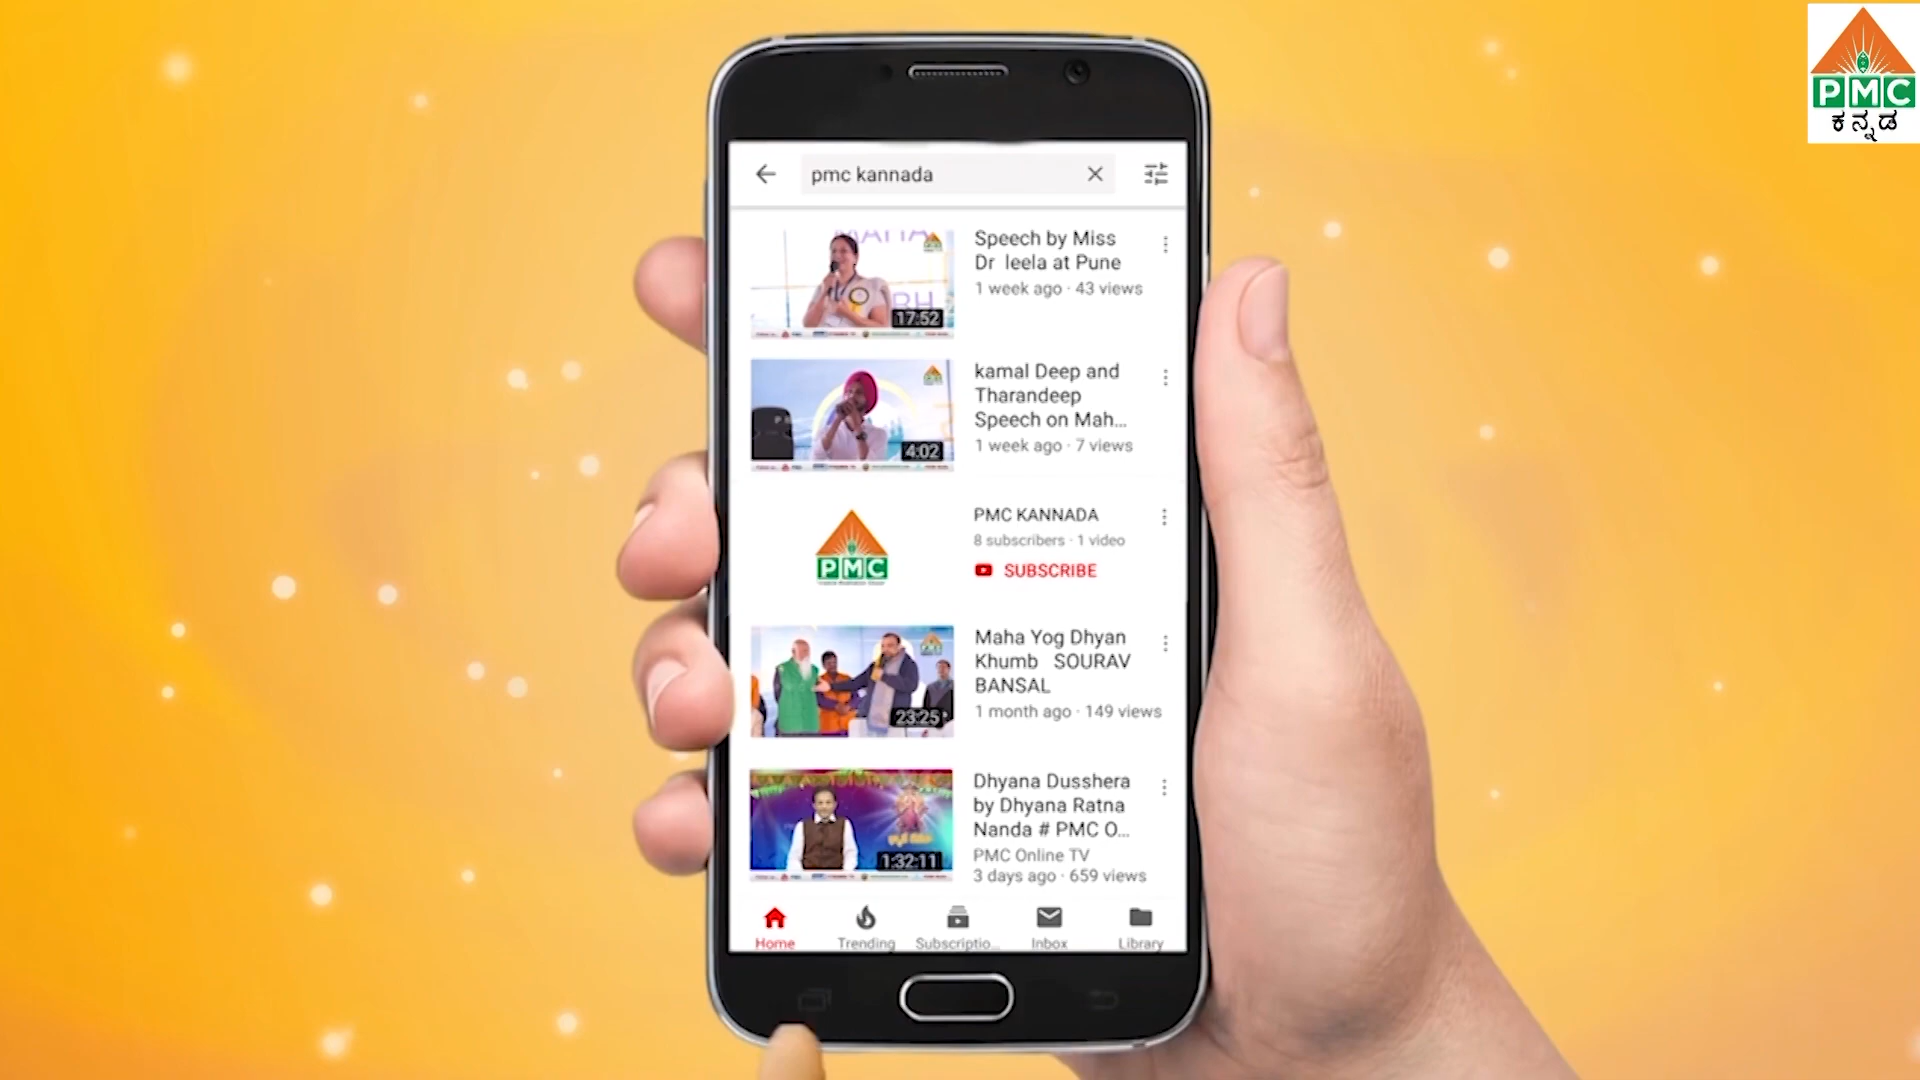 PMC
ಕನ್ನಡ
pmc kannada
MAHA
RH
17:52
Speech by Miss
Dr leela at Pune
1 week ago · 43 views
4:02
kamal Deep and
Tharandeep
Speech on Mah...
1 week ago · 7 views
PMC
PMC KANNADA
8 subscribers · 1 video
SUBSCRIBE
23:25
Maha Yog Dhyan
Khumb SOURAV
BANSAL
1 month ago · 149 views
1:32:11
Dhyana Dusshera
by Dhyana Ratna
Nanda # PMC O...
PMC Online TV
3 days ago · 659 views
Home
Trending
Subscriptio...
Inbox
Library